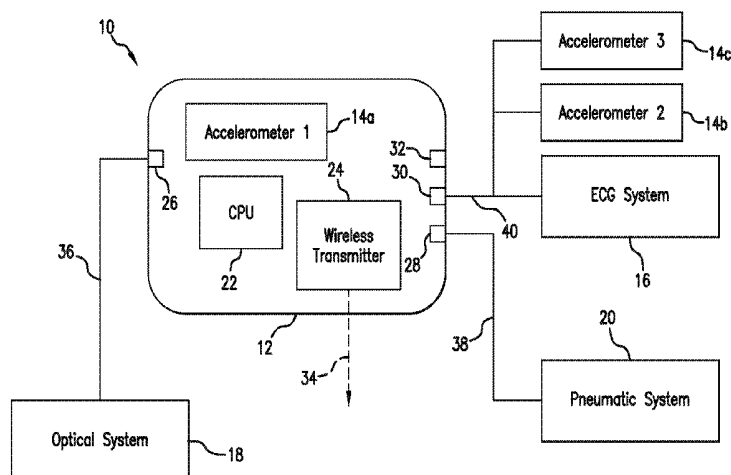 10
Accelerometer 3
14c
Accelerometer 1
14a
Accelerometer 2
14b
32
26
24
30
ECG System
CPU
Wireless
Transmitter
40
28
16
36
22
12
38
20
34
Pneumatic System
Optical System
18